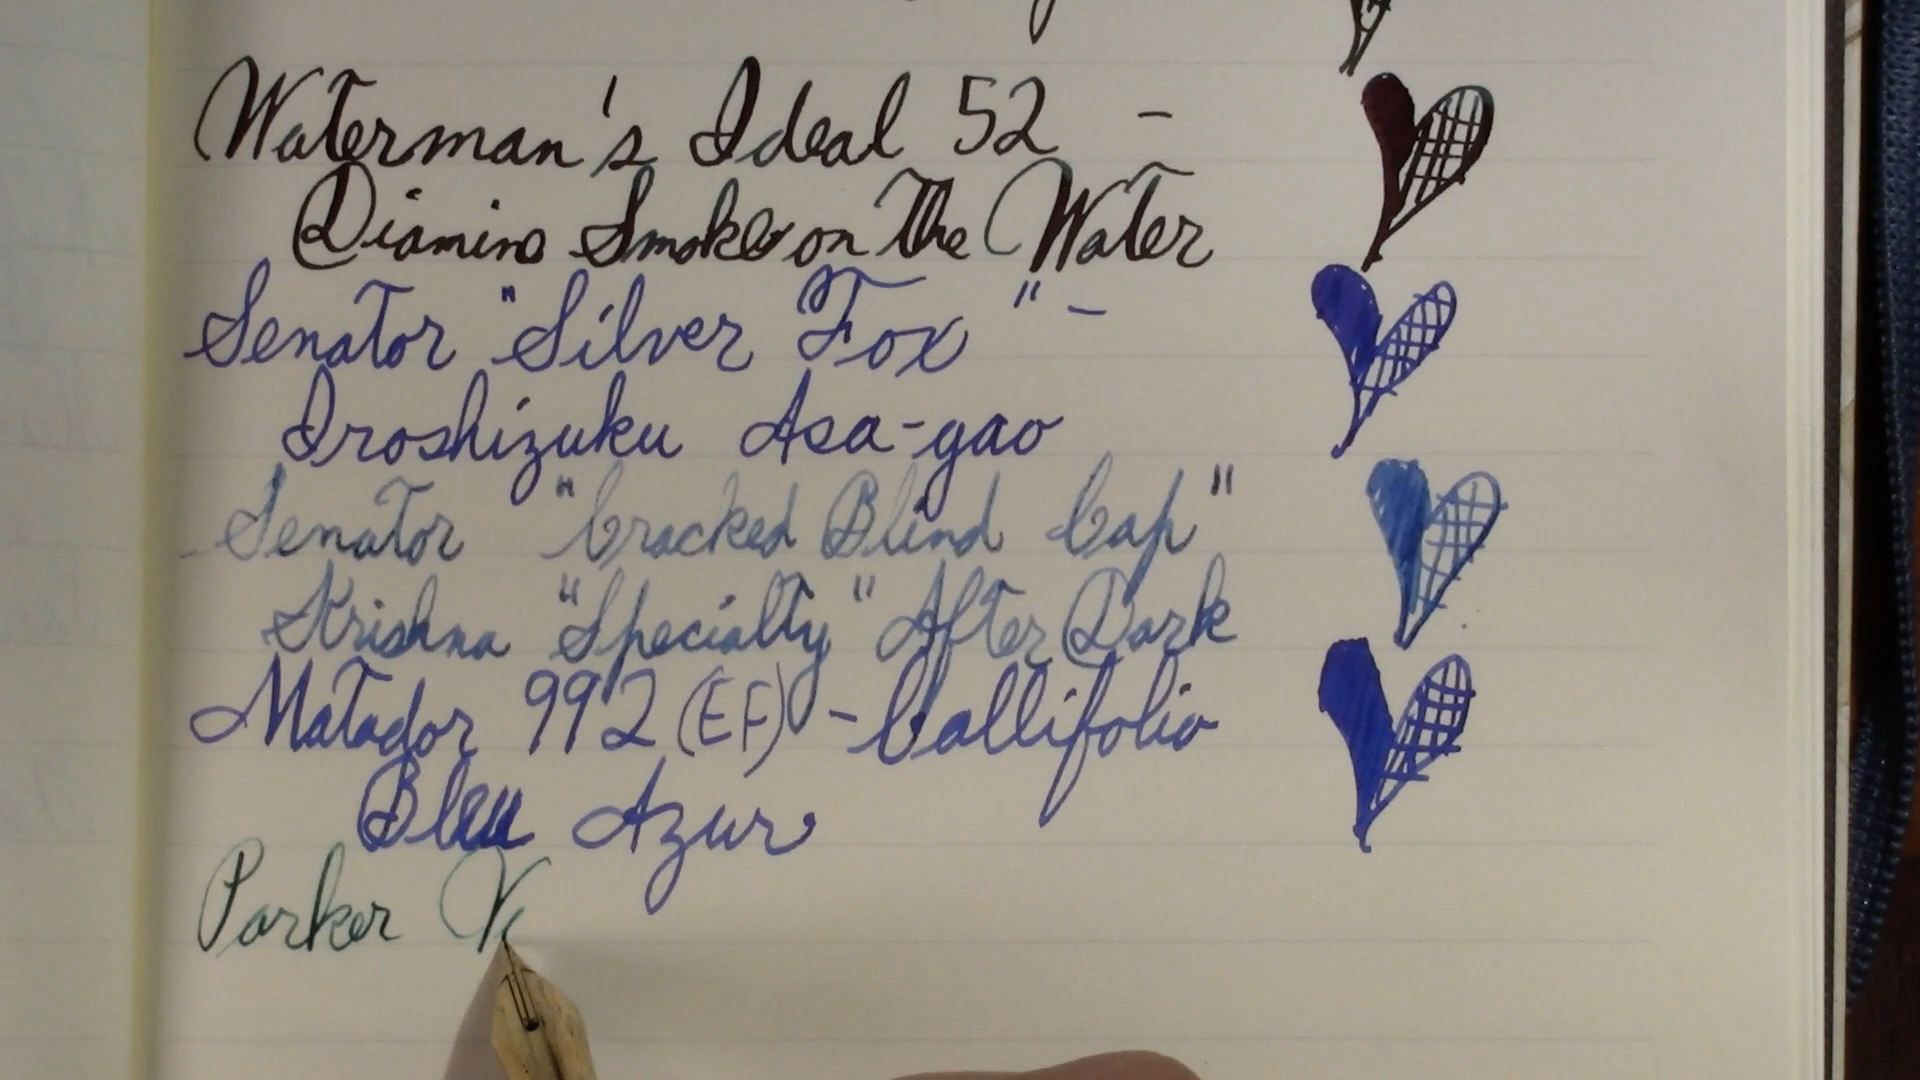 Waterman's Ideal 52 -
Diamine Smoke on The Water
Senator "Silver Fox" -
Iroshizuku Asa-gao
Senator "Cracked Blind Cap"
Krishna "Specialty" After Dark
Matador 992 (EF) - Callifolio
Bleu Azur
Parker V